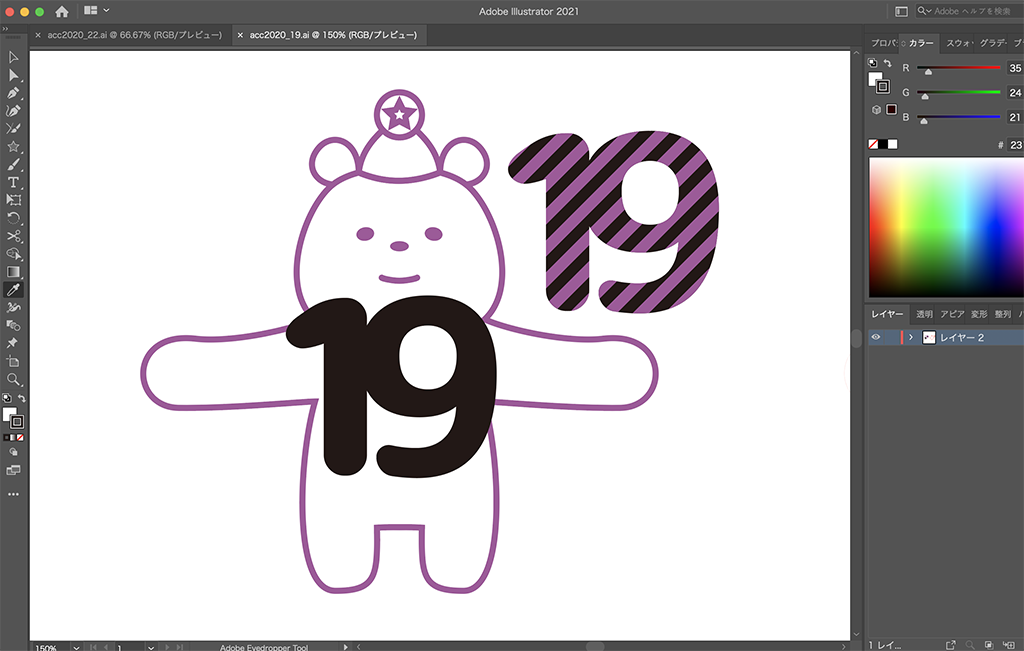 Adobe Illustrator 2021
Adobe ヘルプを検索
× acc2020_22.ai @ 66.67% (RGB/プレビュー)
× acc2020_19.ai @ 150% (RGB/プレビュー)
プロパ カラー スウォ グラデ ブ
R 35
G 24
B 21
# 23
19
19
レイヤー 透明 アピア 変形 整列 パ
レイヤー 2
150% 1 Adobe Eyedropper Tool
1 レイ...